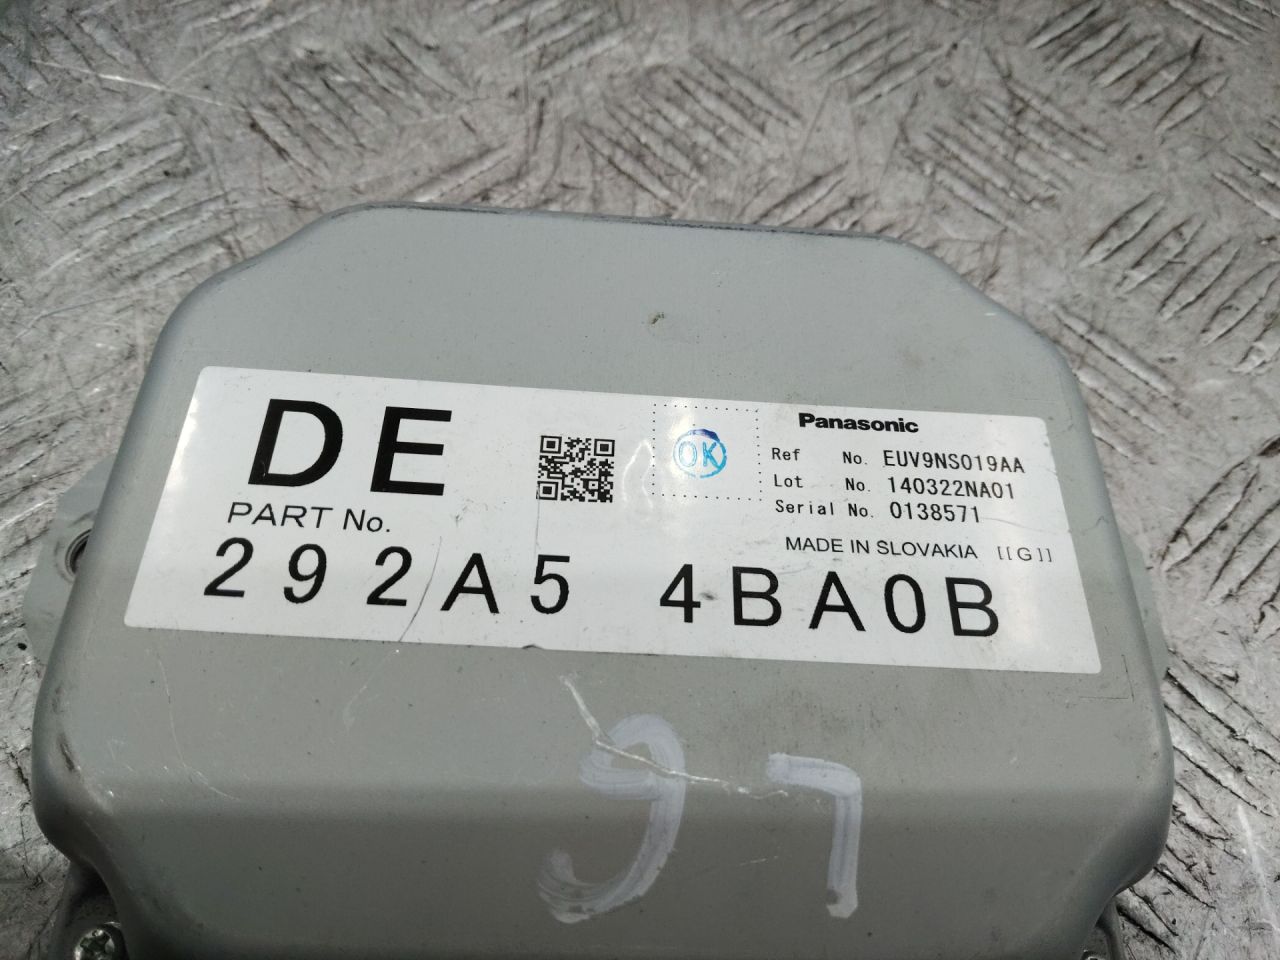 DE
OK
Panasonic
Ref No. EUV9NS019AA
Lot No. 140322NA01
Serial No. 0138571
MADE IN SLOVAKIA [[G]]
PART No.
292A5 4BA0B